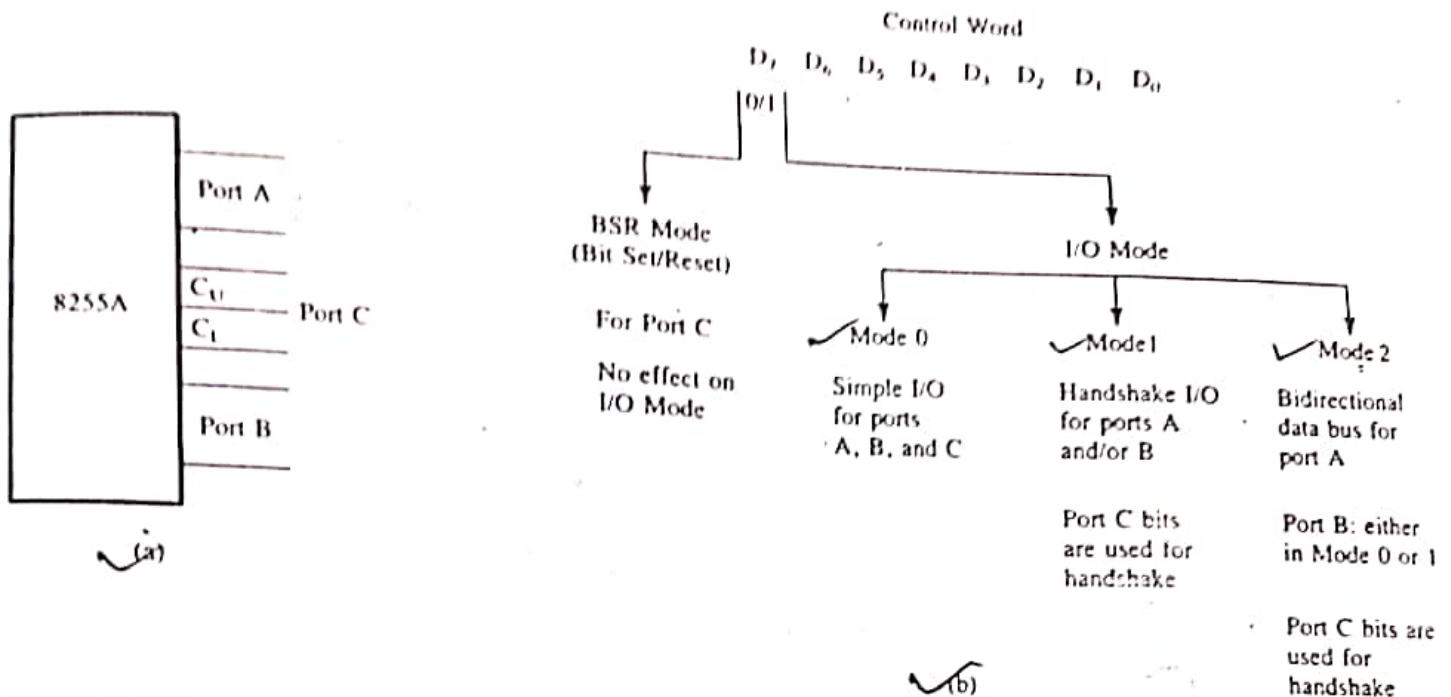 Control Word
D7 D6 D5 D4 D3 D2 D1 D0
0/1
8255A
Port A
CU
CL
Port C
Port B
(a)
BSR Mode
(Bit Set/Reset)
For Port C
No effect on
I/O Mode
I/O Mode
Mode 0
Simple I/O
for ports
A, B, and C
Mode 1
Handshake I/O
for ports A
and/or B
Port C bits
are used for
handshake
Mode 2
Bidirectional
data bus for
port A
Port B: either
in Mode 0 or 1
Port C bits are
used for
handshake
(b)